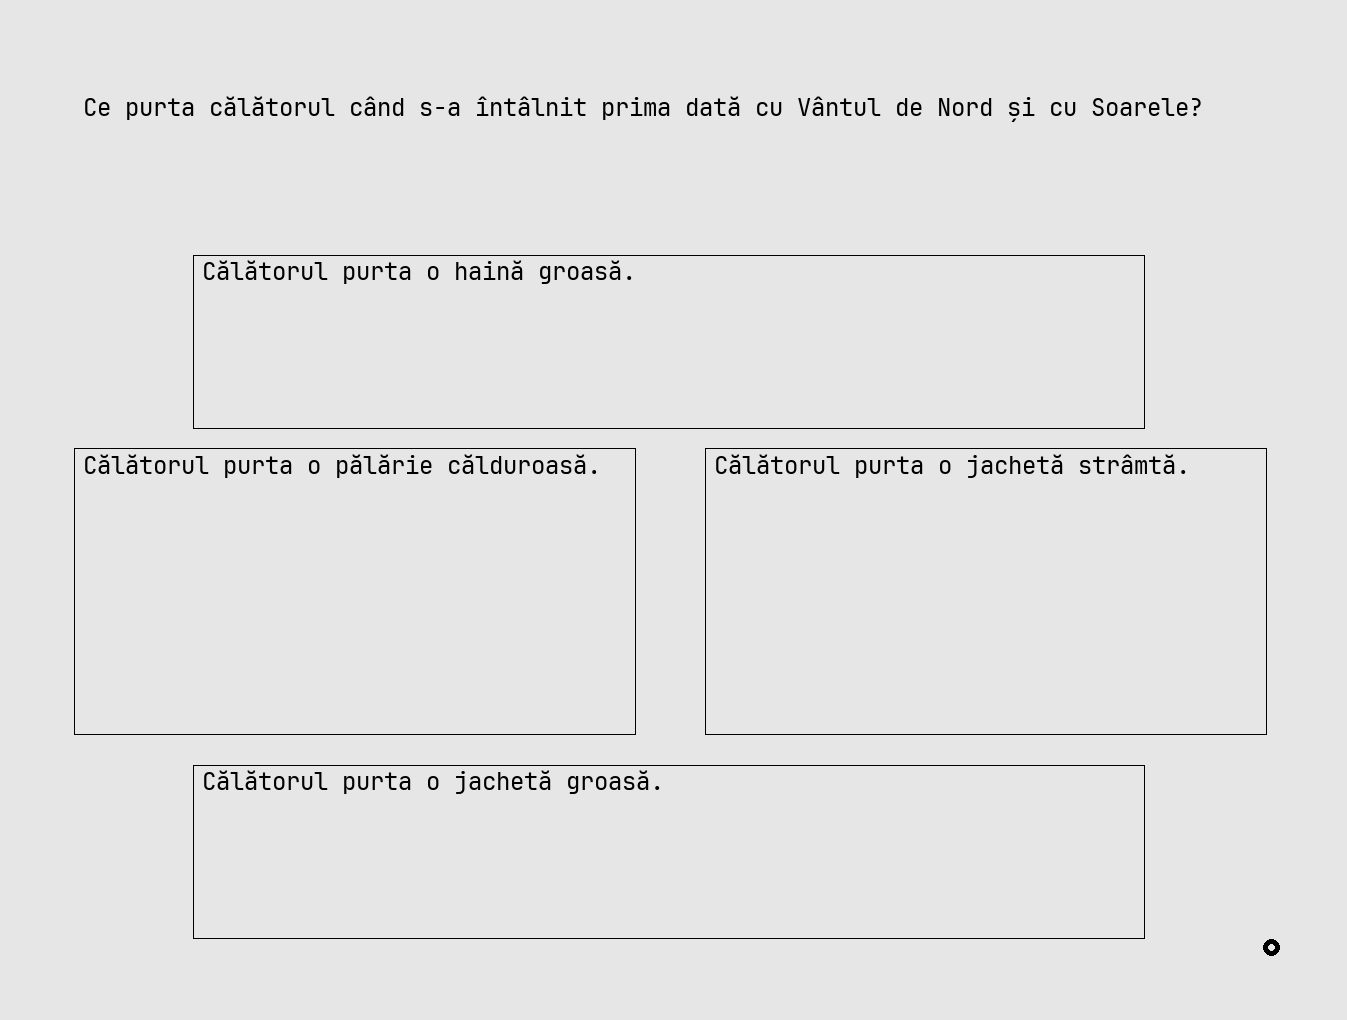 Ce purta călătorul când s-a întâlnit prima dată cu Vântul de Nord și cu Soarele?
Călătorul purta o haină groasă.
Călătorul purta o pălărie călduroasă.
Călătorul purta o jachetă strâmtă.
Călătorul purta o jachetă groasă.